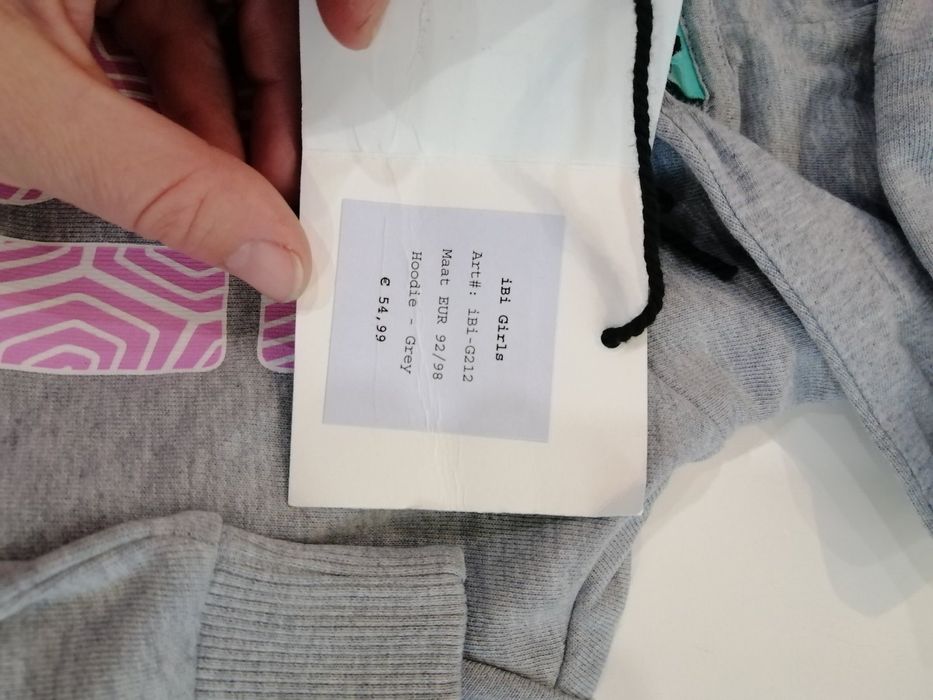 iBi Girls
Art#: iBi-G212
Maat EUR 92/98
Hoodie - Grey
€ 54,99